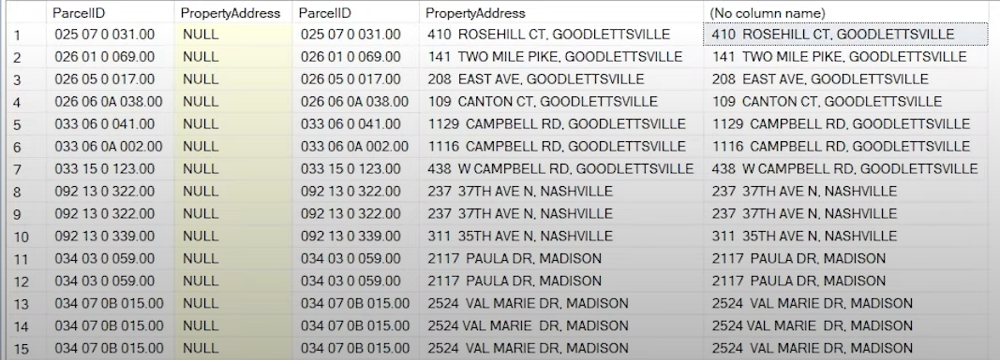 ParcelID PropertyAddress ParcelID PropertyAddress (No column name)
1 025 07 0 031.00 NULL 025 07 0 031.00 410 ROSEHILL CT, GOODLETTSVILLE 410 ROSEHILL CT, GOODLETTSVILLE
2 026 01 0 069.00 NULL 026 01 0 069.00 141 TWO MILE PIKE, GOODLETTSVILLE 141 TWO MILE PIKE, GOODLETTSVILLE
3 026 05 0 017.00 NULL 026 05 0 017.00 208 EAST AVE, GOODLETTSVILLE 208 EAST AVE, GOODLETTSVILLE
4 026 06 0A 038.00 NULL 026 06 0A 038.00 109 CANTON CT, GOODLETTSVILLE 109 CANTON CT, GOODLETTSVILLE
5 033 06 0 041.00 NULL 033 06 0 041.00 1129 CAMPBELL RD, GOODLETTSVILLE 1129 CAMPBELL RD, GOODLETTSVILLE
6 033 06 0A 002.00 NULL 033 06 0A 002.00 1116 CAMPBELL RD, GOODLETTSVILLE 1116 CAMPBELL RD, GOODLETTSVILLE
7 033 15 0 123.00 NULL 033 15 0 123.00 438 W CAMPBELL RD, GOODLETTSVILLE 438 W CAMPBELL RD, GOODLETTSVILLE
8 092 13 0 322.00 NULL 092 13 0 322.00 237 37TH AVE N, NASHVILLE 237 37TH AVE N, NASHVILLE
9 092 13 0 322.00 NULL 092 13 0 322.00 237 37TH AVE N, NASHVILLE 237 37TH AVE N, NASHVILLE
10 092 13 0 339.00 NULL 092 13 0 339.00 311 35TH AVE N, NASHVILLE 311 35TH AVE N, NASHVILLE
11 034 03 0 059.00 NULL 034 03 0 059.00 2117 PAULA DR, MADISON 2117 PAULA DR, MADISON
12 034 03 0 059.00 NULL 034 03 0 059.00 2117 PAULA DR, MADISON 2117 PAULA DR, MADISON
13 034 07 0B 015.00 NULL 034 07 0B 015.00 2524 VAL MARIE DR, MADISON 2524 VAL MARIE DR, MADISON
14 034 07 0B 015.00 NULL 034 07 0B 015.00 2524 VAL MARIE DR, MADISON 2524 VAL MARIE DR, MADISON
15 034 07 0B 015.00 NULL 034 07 0B 015.00 2524 VAL MARIE DR, MADISON 2524 VAL MARIE DR, MADISON